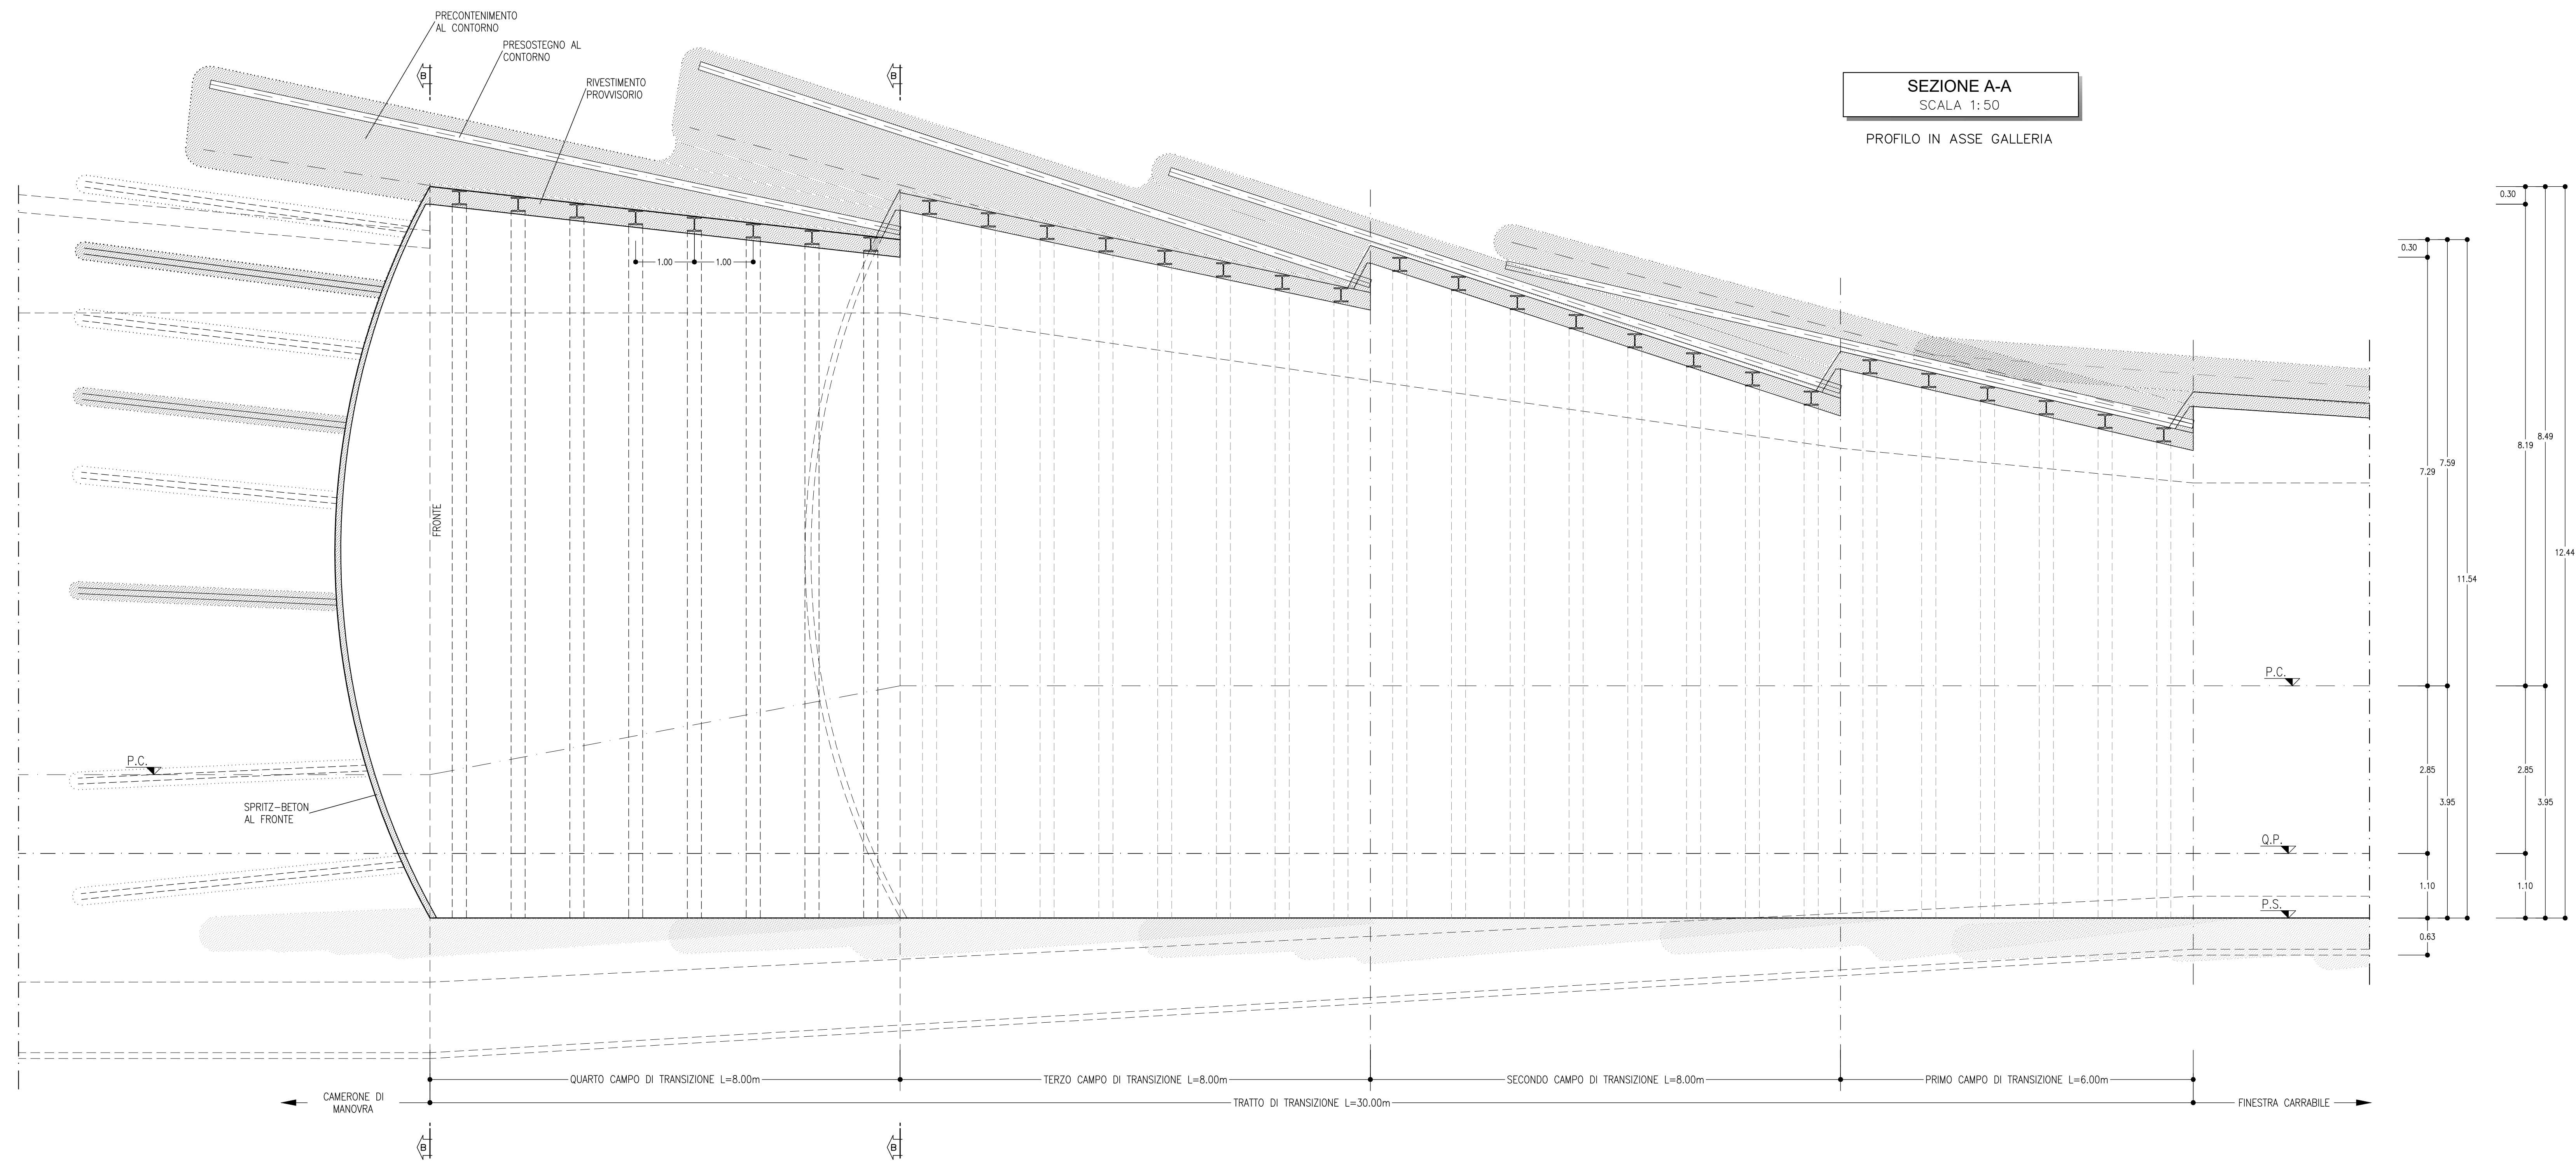 PRECONTENIMENTO
AL CONTORNO
PRESOSTEGNO AL
CONTORNO
RIVESTIMENTO
PROVVISORIO
B
B
SEZIONE A-A
SCALA 1:50
PROFILO IN ASSE GALLERIA
1.00
1.00
FRONTE
P.C.
SPRITZ-BETON
AL FRONTE
P.C.
Q.P.
P.S.
0.30
7.29
7.59
11.54
2.85
3.95
1.10
0.63
0.30
8.19
8.49
12.44
2.85
3.95
1.10
QUARTO CAMPO DI TRANSIZIONE L=8.00m
TERZO CAMPO DI TRANSIZIONE L=8.00m
SECONDO CAMPO DI TRANSIZIONE L=8.00m
PRIMO CAMPO DI TRANSIZIONE L=6.00m
CAMERONE DI
MANOVRA
TRATTO DI TRANSIZIONE L=30.00m
FINESTRA CARRABILE
B
B